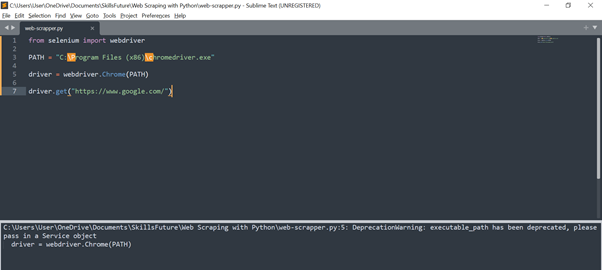 C:\Users\User\OneDrive\Documents\SkillsFuture\Web Scraping with Python\web-scrapper.py - Sublime Text (UNREGISTERED)
File Edit Selection Find View Goto Tools Project Preferences Help
web-scrapper.py
1 from selenium import webdriver
2
3 PATH = "C:\Program Files (x86)\chromedriver.exe"
4
5 driver = webdriver.Chrome(PATH)
6
7 driver.get("https://www.google.com/")
C:\Users\User\OneDrive\Documents\SkillsFuture\Web Scraping with Python\web-scrapper.py:5: DeprecationWarning: executable_path has been deprecated, please
pass in a Service object
driver = webdriver.Chrome(PATH)